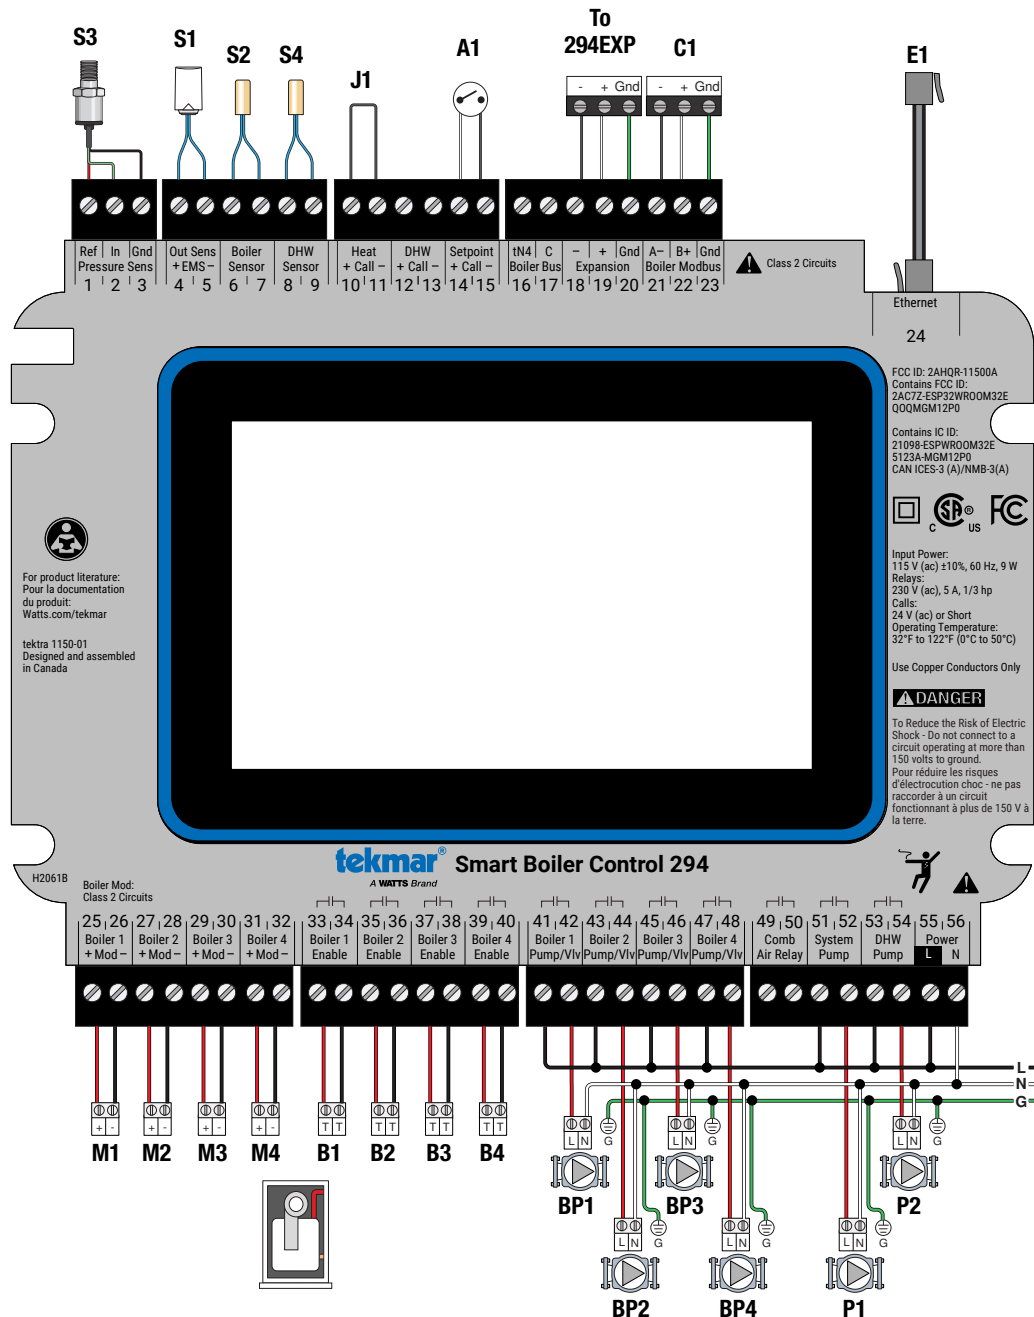 S3
S1
S2
S4
J1
A1
To
294EXP
C1
E1
- + Gnd
- + Gnd
Ref In Gnd
Pressure Sens
1 2 3
Out Sens
+ EMS –
4 5
Boiler
Sensor
6 7
DHW
Sensor
8 9
Heat
+ Call –
10 11
DHW
+ Call –
12 13
Setpoint
+ Call –
14 15
tN4 C
Boiler Bus
16 17
– + Gnd
Expansion
18 19 20
A– B+ Gnd
Boiler Modbus
21 22 23
Class 2 Circuits
Ethernet
24
FCC ID: 2AHQR-11500A
Contains FCC ID:
2AC7Z-ESP32WROOM32E
QOQMGM12P0
Contains IC ID:
21098-ESPWROOM32E
5123A-MGM12P0
CAN ICES-3 (A)/NMB-3(A)
C SA ® US FC
Input Power:
115 V (ac) ±10%, 60 Hz, 9 W
Relays:
230 V (ac), 5 A, 1/3 hp
Calls:
24 V (ac) or Short
Operating Temperature:
32°F to 122°F (0°C to 50°C)
Use Copper Conductors Only
DANGER
To Reduce the Risk of Electric
Shock - Do not connect to a
circuit operating at more than
150 volts to ground.
Pour réduire les risques
d'électrocution choc - ne pas
raccorder à un circuit
fonctionnant à plus de 150 V à
la terre.
For product literature:
Pour la documentation
du produit:
Watts.com/tekmar
tektra 1150-01
Designed and assembled
in Canada
H2061B
tekmar® Smart Boiler Control 294
A WATTS Brand
Boiler Mod:
Class 2 Circuits
25 26
Boiler 1
+ Mod –
27 28
Boiler 2
+ Mod –
29 30
Boiler 3
+ Mod –
31 32
Boiler 4
+ Mod –
33 34
Boiler 1
Enable
35 36
Boiler 2
Enable
37 38
Boiler 3
Enable
39 40
Boiler 4
Enable
41 42
Boiler 1
Pump/Vlv
43 44
Boiler 2
Pump/Vlv
45 46
Boiler 3
Pump/Vlv
47 48
Boiler 4
Pump/Vlv
49 50
Comb
Air Relay
51 52
System
Pump
53 54
DHW
Pump
55 56
Power
L N
L
N
G
+ -
M1
+ -
M2
+ -
M3
+ -
M4
T T
B1
T T
B2
T T
B3
T T
B4
L N G
BP1
L N G
BP3
L N G
P2
L N G
BP2
L N G
BP4
L N G
P1